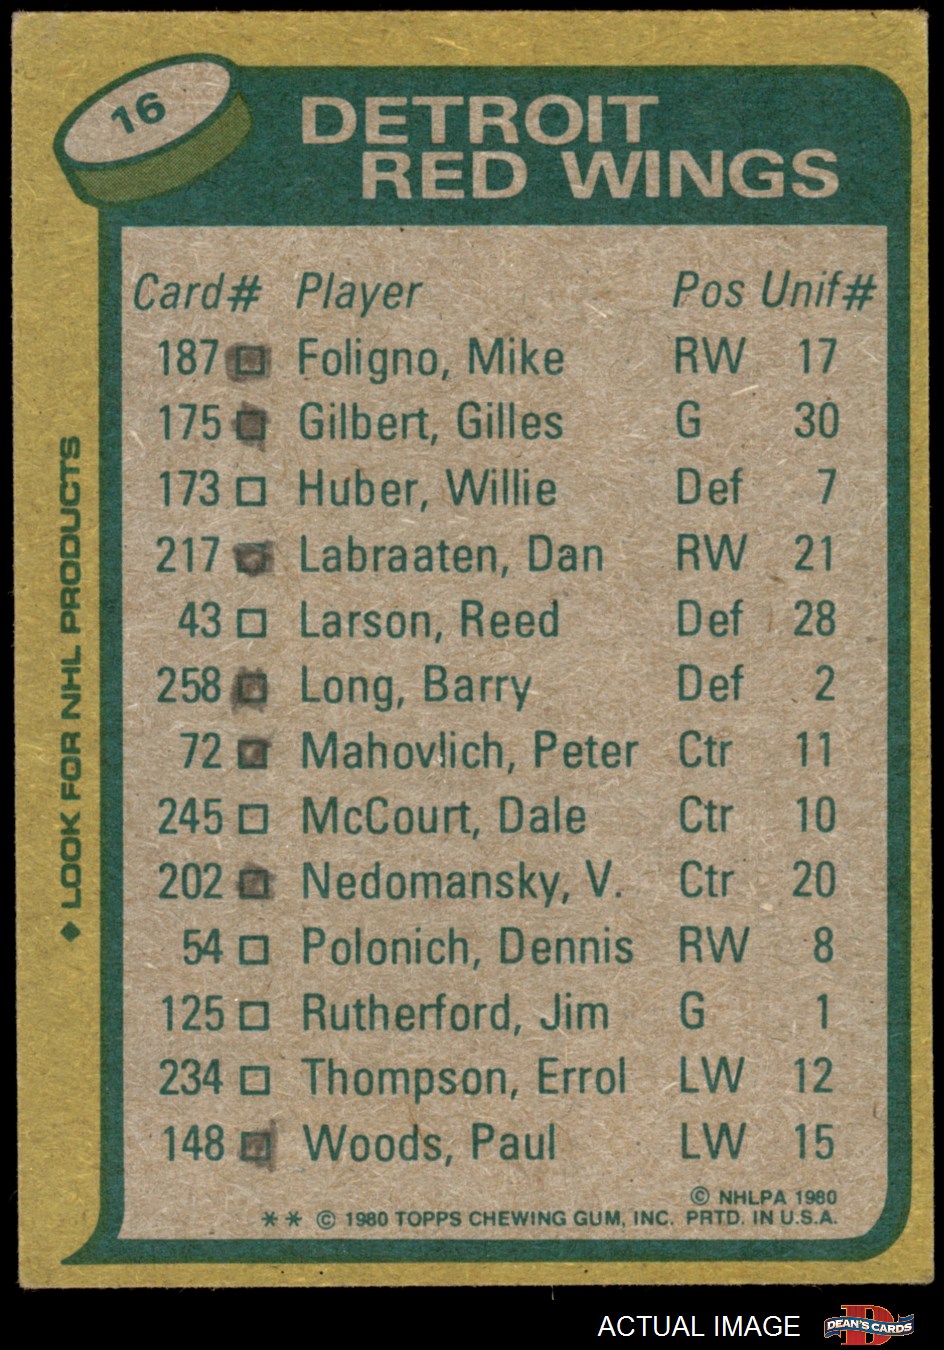 16
DETROIT
RED WINGS
Card# Player Pos Unif#
187 Foligno, Mike RW 17
175 Gilbert, Gilles G 30
173 Huber, Willie Def 7
217 Labraaten, Dan RW 21
43 Larson, Reed Def 28
258 Long, Barry Def 2
72 Mahovlich, Peter Ctr 11
245 McCourt, Dale Ctr 10
202 Nedomansky, V. Ctr 20
54 Polonich, Dennis RW 8
125 Rutherford, Jim G 1
234 Thompson, Errol LW 12
148 Woods, Paul LW 15
© NHLPA 1980
** © 1980 TOPPS CHEWING GUM, INC. PRTD. IN U.S.A.
◆ LOOK FOR NHL PRODUCTS
ACTUAL IMAGE
D
DEAN'S CARDS